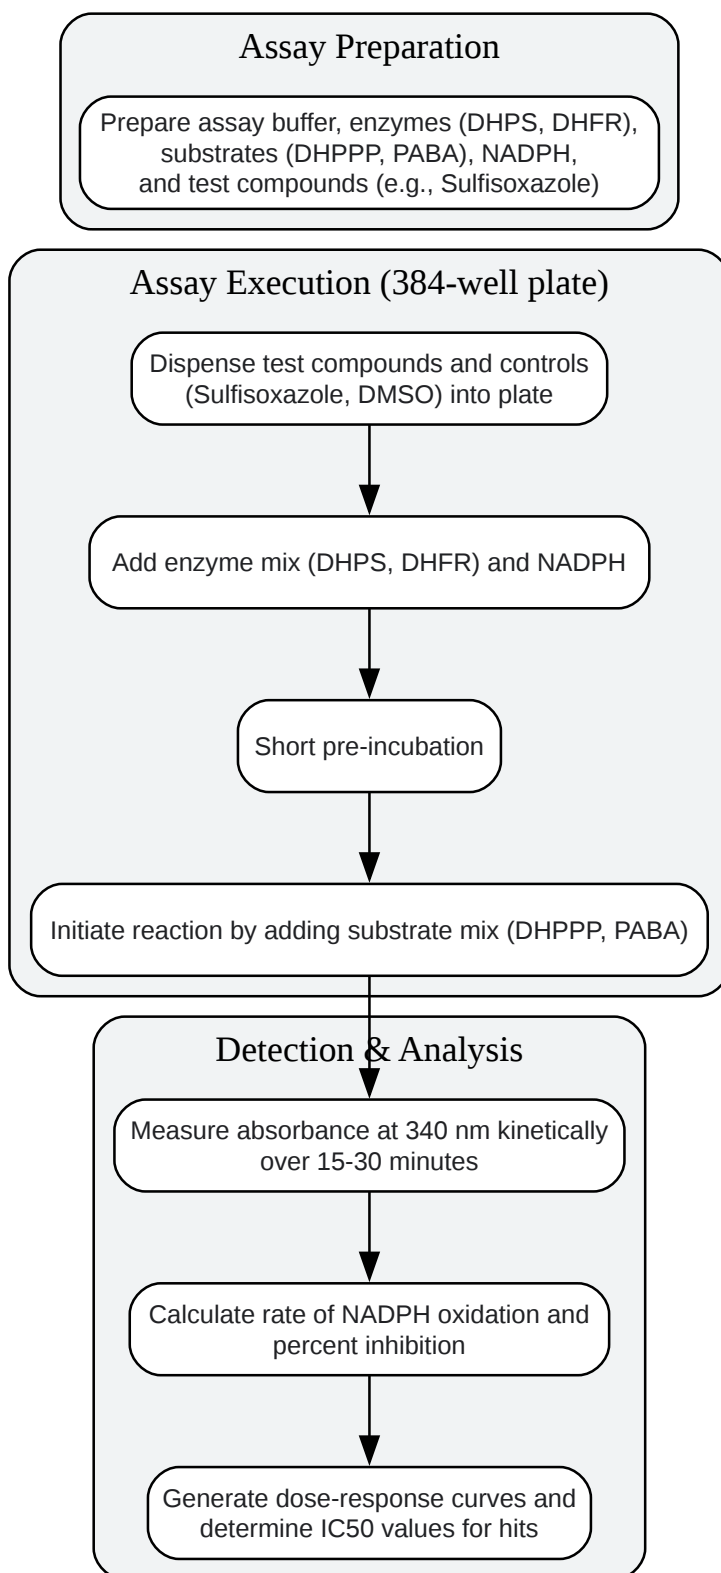 Assay Preparation
Prepare assay buffer, enzymes (DHPS, DHFR),
substrates (DHPPP, PABA), NADPH,
and test compounds (e.g., Sulfisoxazole)
Assay Execution (384-well plate)
Dispense test compounds and controls
(Sulfisoxazole, DMSO) into plate
Add enzyme mix (DHPS, DHFR) and NADPH
Short pre-incubation
Initiate reaction by adding substrate mix (DHPPP, PABA)
Detection & Analysis
Measure absorbance at 340 nm kinetically
over 15-30 minutes
Calculate rate of NADPH oxidation and
percent inhibition
Generate dose-response curves and
determine IC50 values for hits